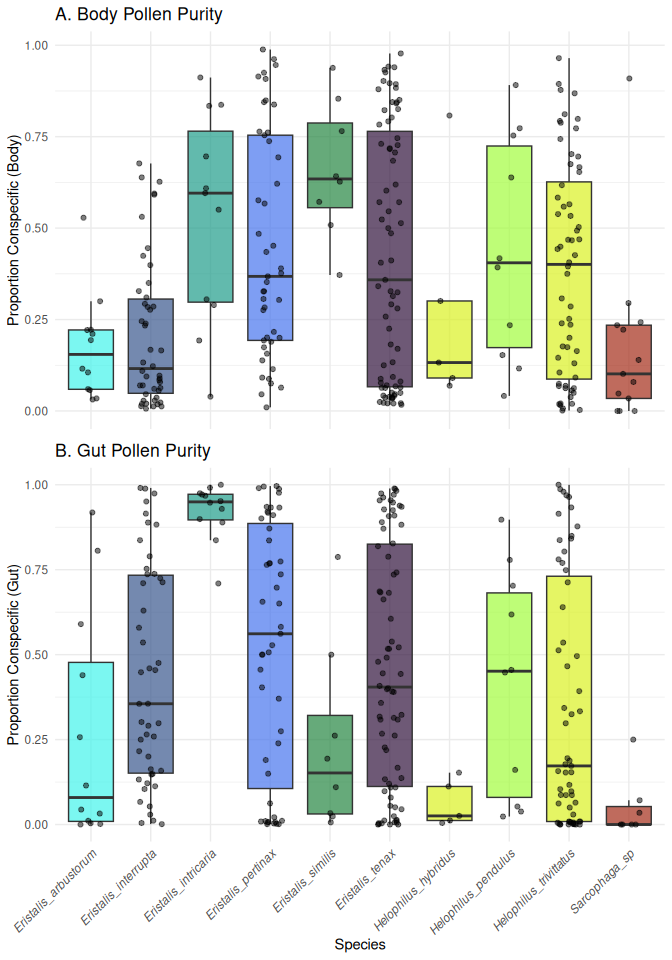 A. Body Pollen Purity
1.00
0.75
0.50
0.25
0.00
Proportion Conspecific (Body)
B. Gut Pollen Purity
1.00
0.75
0.50
0.25
0.00
Proportion Conspecific (Gut)
Eristalis_arbustorum
Eristalis_interrupta
Eristalis_intricaria
Eristalis_pertinax
Eristalis_similis
Eristalis_tenax
Helophilus_hybridus
Helophilus_pendulus
Helophilus_trivittatus
Sarcophaga_sp
Species